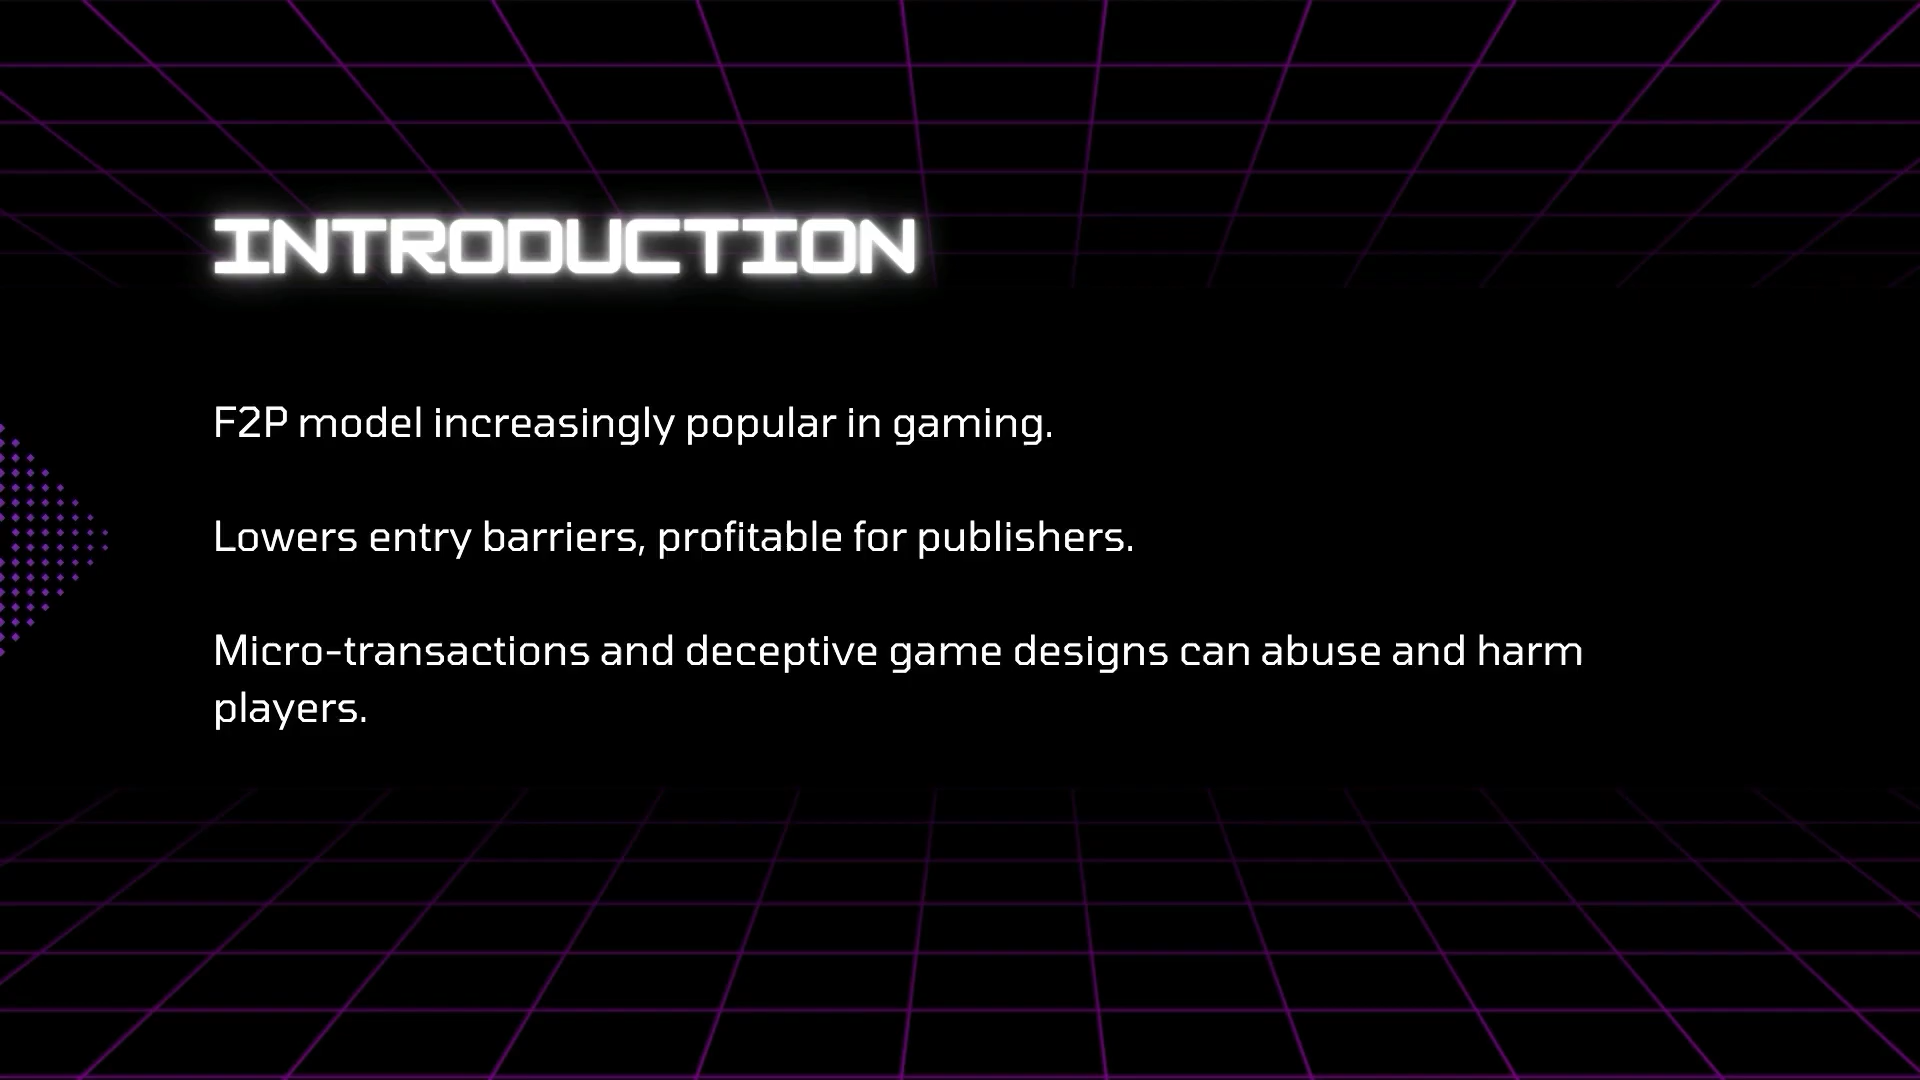 INTRODUCTION
F2P model increasingly popular in gaming.
Lowers entry barriers, profitable for publishers.
Micro-transactions and deceptive game designs can abuse and harm
players.